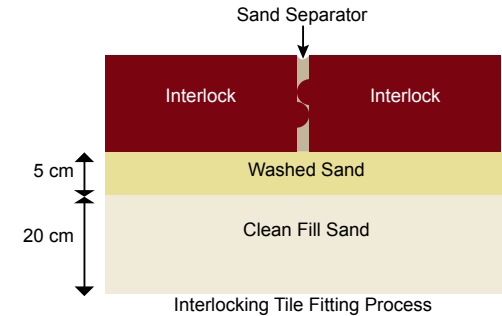 Sand Separator
Interlock
Interlock
5 cm
Washed Sand
20 cm
Clean Fill Sand
Interlocking Tile Fitting Process